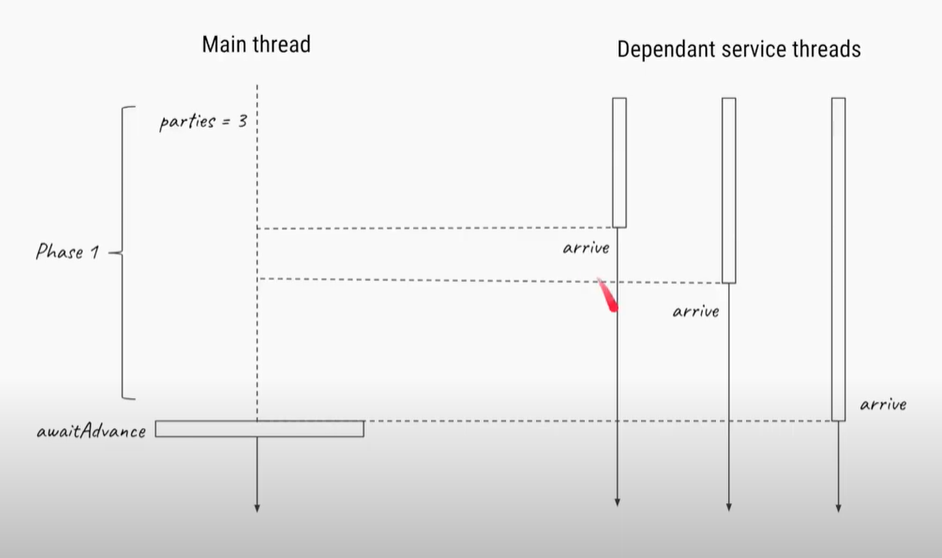 Main thread
Dependant service threads
parties = 3
Phase 1
arrive
arrive
arrive
awaitAdvance